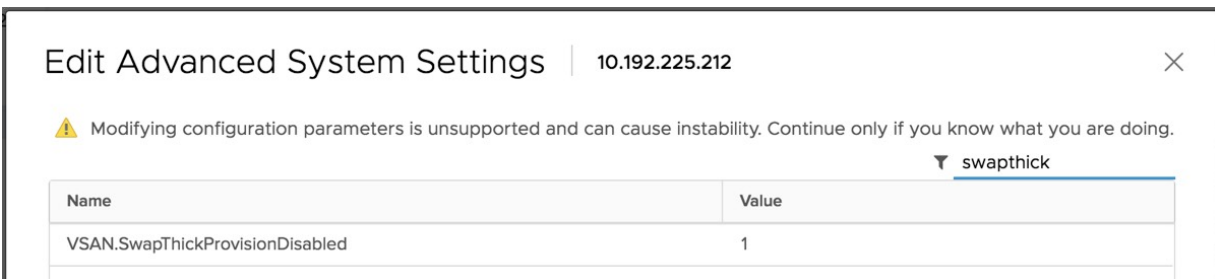 Edit Advanced System Settings 10.192.225.212
Modifying configuration parameters is unsupported and can cause instability. Continue only if you know what you are doing.
swapthick
Name Value
VSAN.SwapThickProvisionDisabled 1